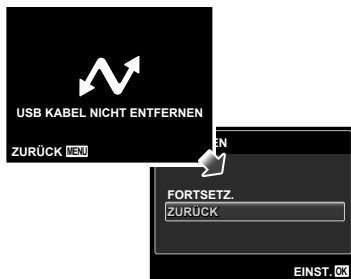 USB KABEL NICHT ENTFERNEN
ZURÜCK MENU
EN
FORTSETZ.
ZURÜCK
EINST. OK